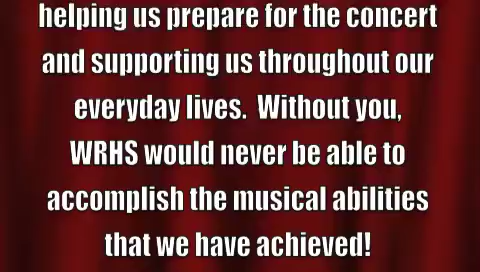 helping us prepare for the concert
and supporting us throughout our
everyday lives.  Without you,
WRHS would never be able to
accomplish the musical abilities
that we have achieved!